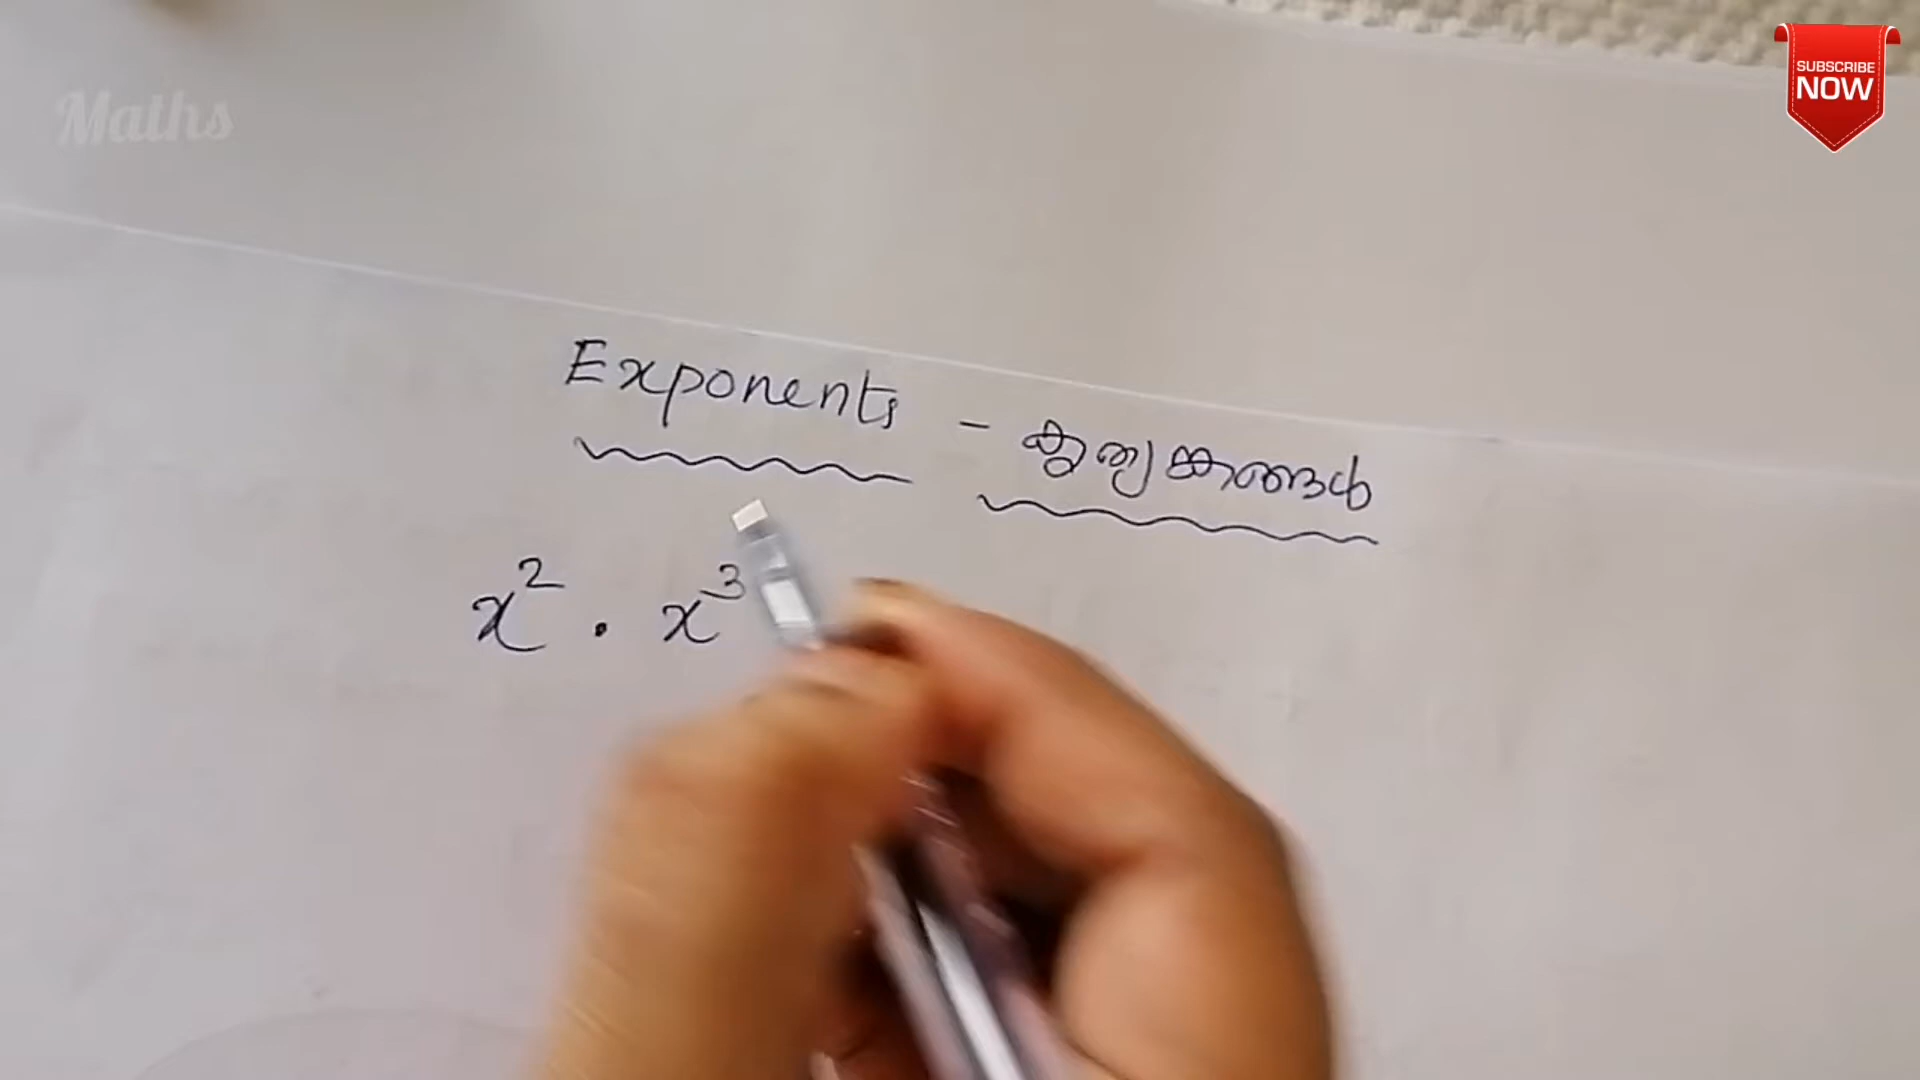 Maths
SUBSCRIBE
NOW
Exponents - കൃത്യങ്കങ്ങൾ
x² . x³